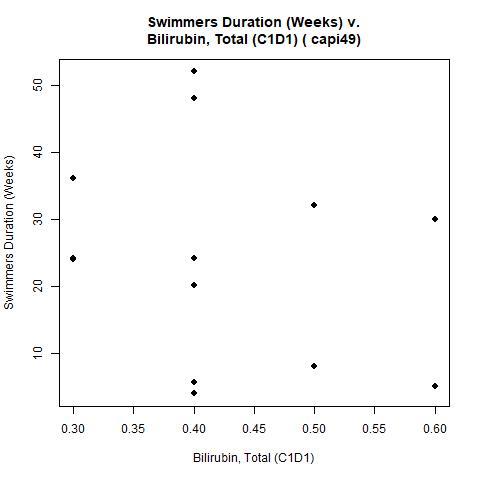 Swimmers Duration (Weeks) v.
Bilirubin, Total (C1D1) ( capi49)
Swimmers Duration (Weeks)
50
40
30
20
10
0.30 0.35 0.40 0.45 0.50 0.55 0.60
Bilirubin, Total (C1D1)